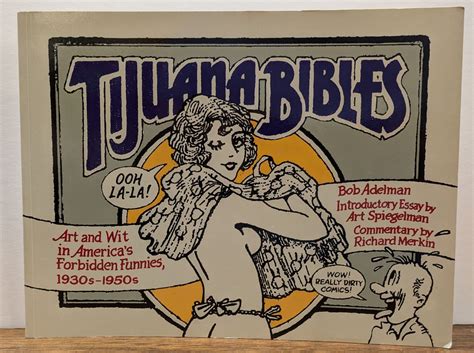 TIJUANA BIBLES
OOH
LA-LA!
Art and Wit
in America's
Forbidden Funnies,
1930s-1950s
Bob Adelman
Introductory Essay by
Art Spiegelman
Commentary by
Richard Merkin
WOW!
REALLY DIRTY
COMICS!